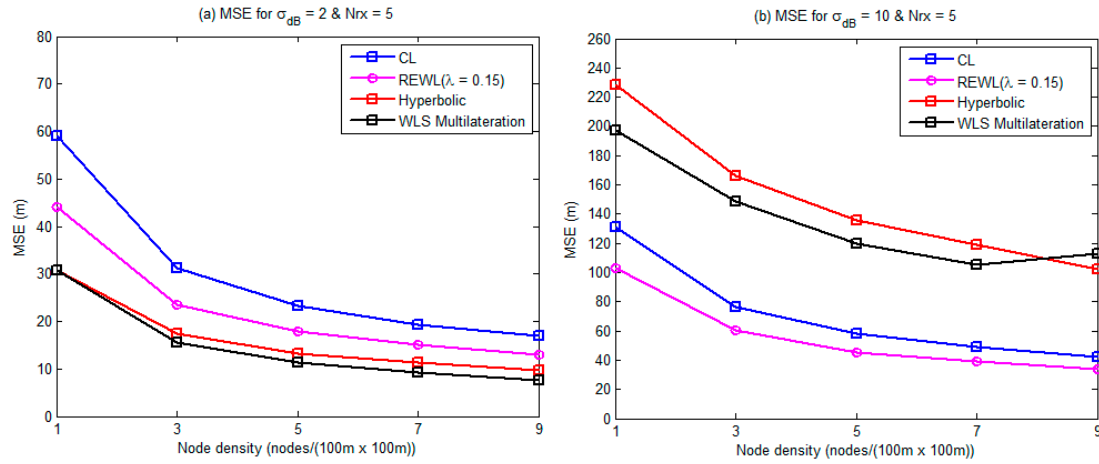 (a) MSE for σdB = 2 & Nrx = 5
80
70
60
50
40
30
20
10
0
MSE (m)
CL
REWL(λ = 0.15)
Hyperbolic
WLS Multilateration
1 3 5 7 9
Node density (nodes/(100m x 100m))
(b) MSE for σdB = 10 & Nrx = 5
260
240
220
200
180
160
140
120
100
80
60
40
20
0
MSE (m)
CL
REWL(λ = 0.15)
Hyperbolic
WLS Multilateration
1 3 5 7 9
Node density (nodes/(100m x 100m))